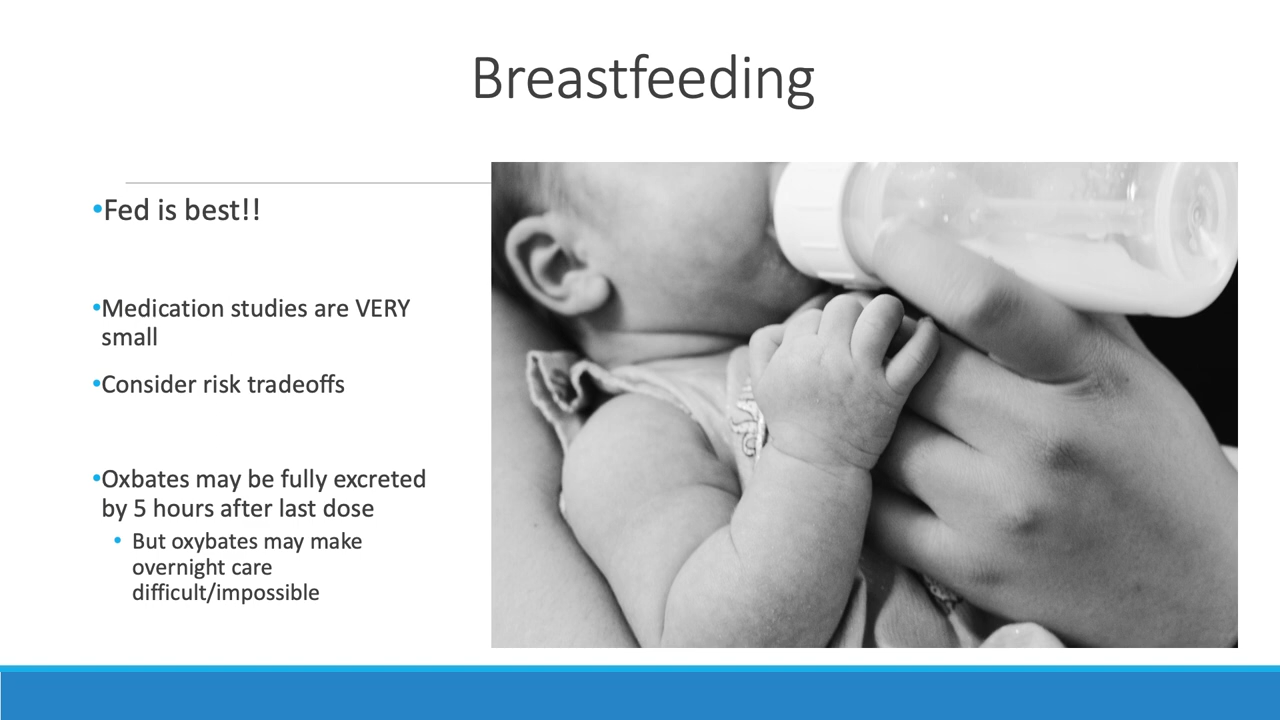 Breastfeeding
•Fed is best!!
•Medication studies are VERY
small
•Consider risk tradeoffs
•Oxbates may be fully excreted
by 5 hours after last dose
• But oxybates may make
overnight care
difficult/impossible